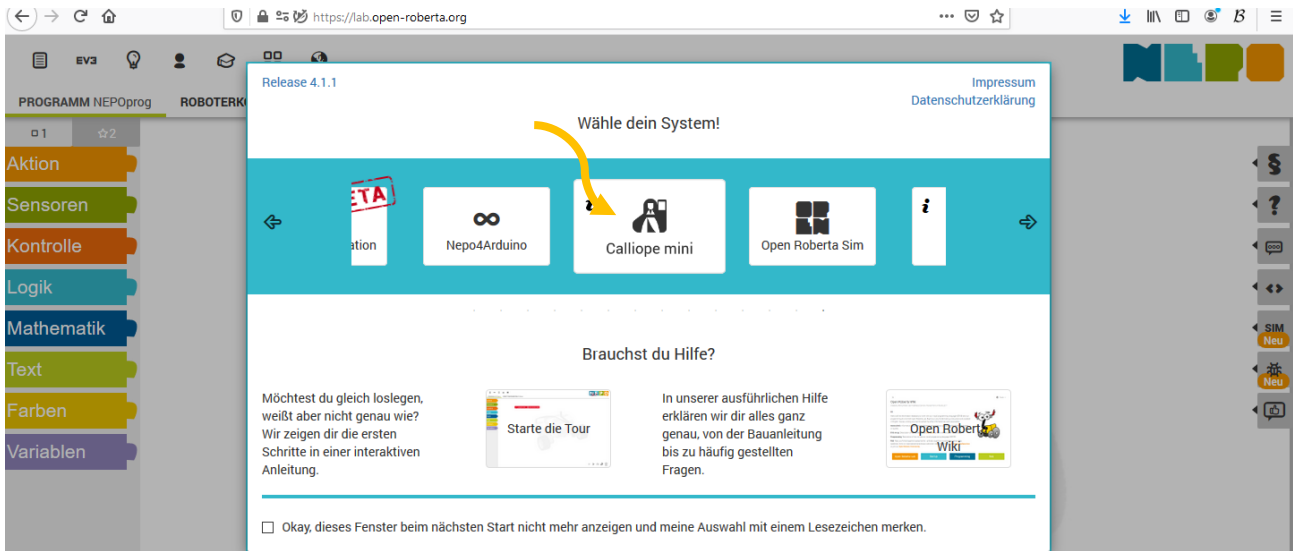 https://lab.open-roberta.org
EV3
PROGRAMM NEPOprog
ROBOTERK
1
2
Aktion
Sensoren
Kontrolle
Logik
Mathematik
Text
Farben
Variablen
Release 4.1.1
Impressum
Datenschutzerklärung
Wähle dein System!
ETA
ation
Nepo4Arduino
i
Calliope mini
Open Roberta Sim
i
Brauchst du Hilfe?
Möchtest du gleich loslegen,
weißt aber nicht genau wie?
Wir zeigen dir die ersten
Schritte in einer interaktiven
Anleitung.
Starte die Tour
In unserer ausführlichen Hilfe
erklären wir dir alles ganz
genau, von der Bauanleitung
bis zu häufig gestellten
Fragen.
Open Roberta
Wiki
Okay, dieses Fenster beim nächsten Start nicht mehr anzeigen und meine Auswahl mit einem Lesezeichen merken.
NEPO
§
?
SIM
Neu
Neu